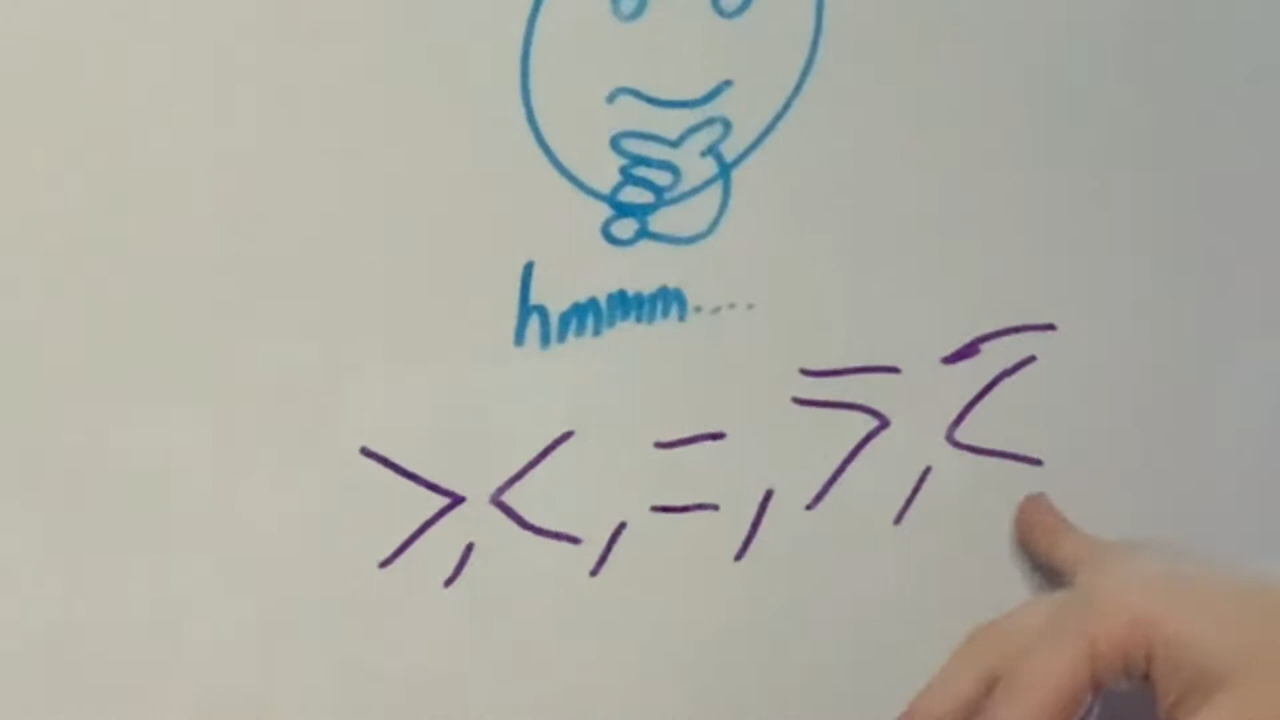 hmmm.....
>, <, =, ⩾, ⩽